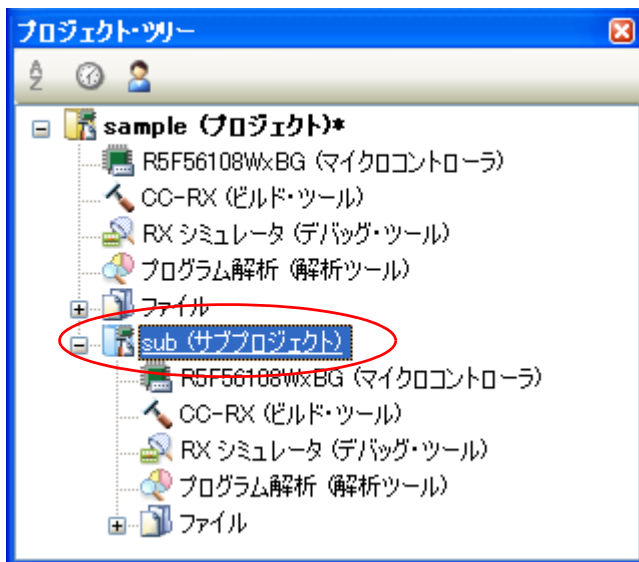 プロジェクト・ツリー
sample (プロジェクト)*
R5F56108WxBG (マイクロコントローラ)
CC-RX (ビルド・ツール)
RX シミュレータ (デバッグ・ツール)
プログラム解析 (解析ツール)
ファイル
sub (サブプロジェクト)
R5F56108WxBG (マイクロコントローラ)
CC-RX (ビルド・ツール)
RX シミュレータ (デバッグ・ツール)
プログラム解析 (解析ツール)
ファイル